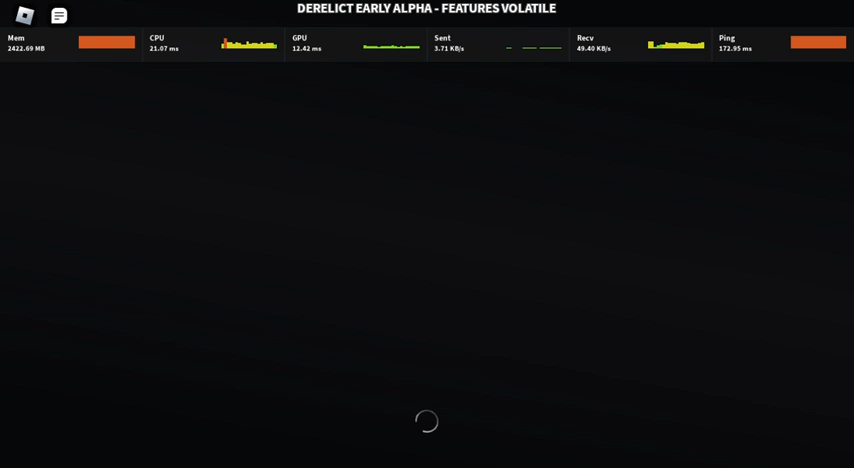 DERELICT EARLY ALPHA - FEATURES VOLATILE
Mem
2422.69 MB
CPU
21.07 ms
GPU
12.42 ms
Sent
3.71 KB/s
Recv
49.40 KB/s
Ping
172.95 ms